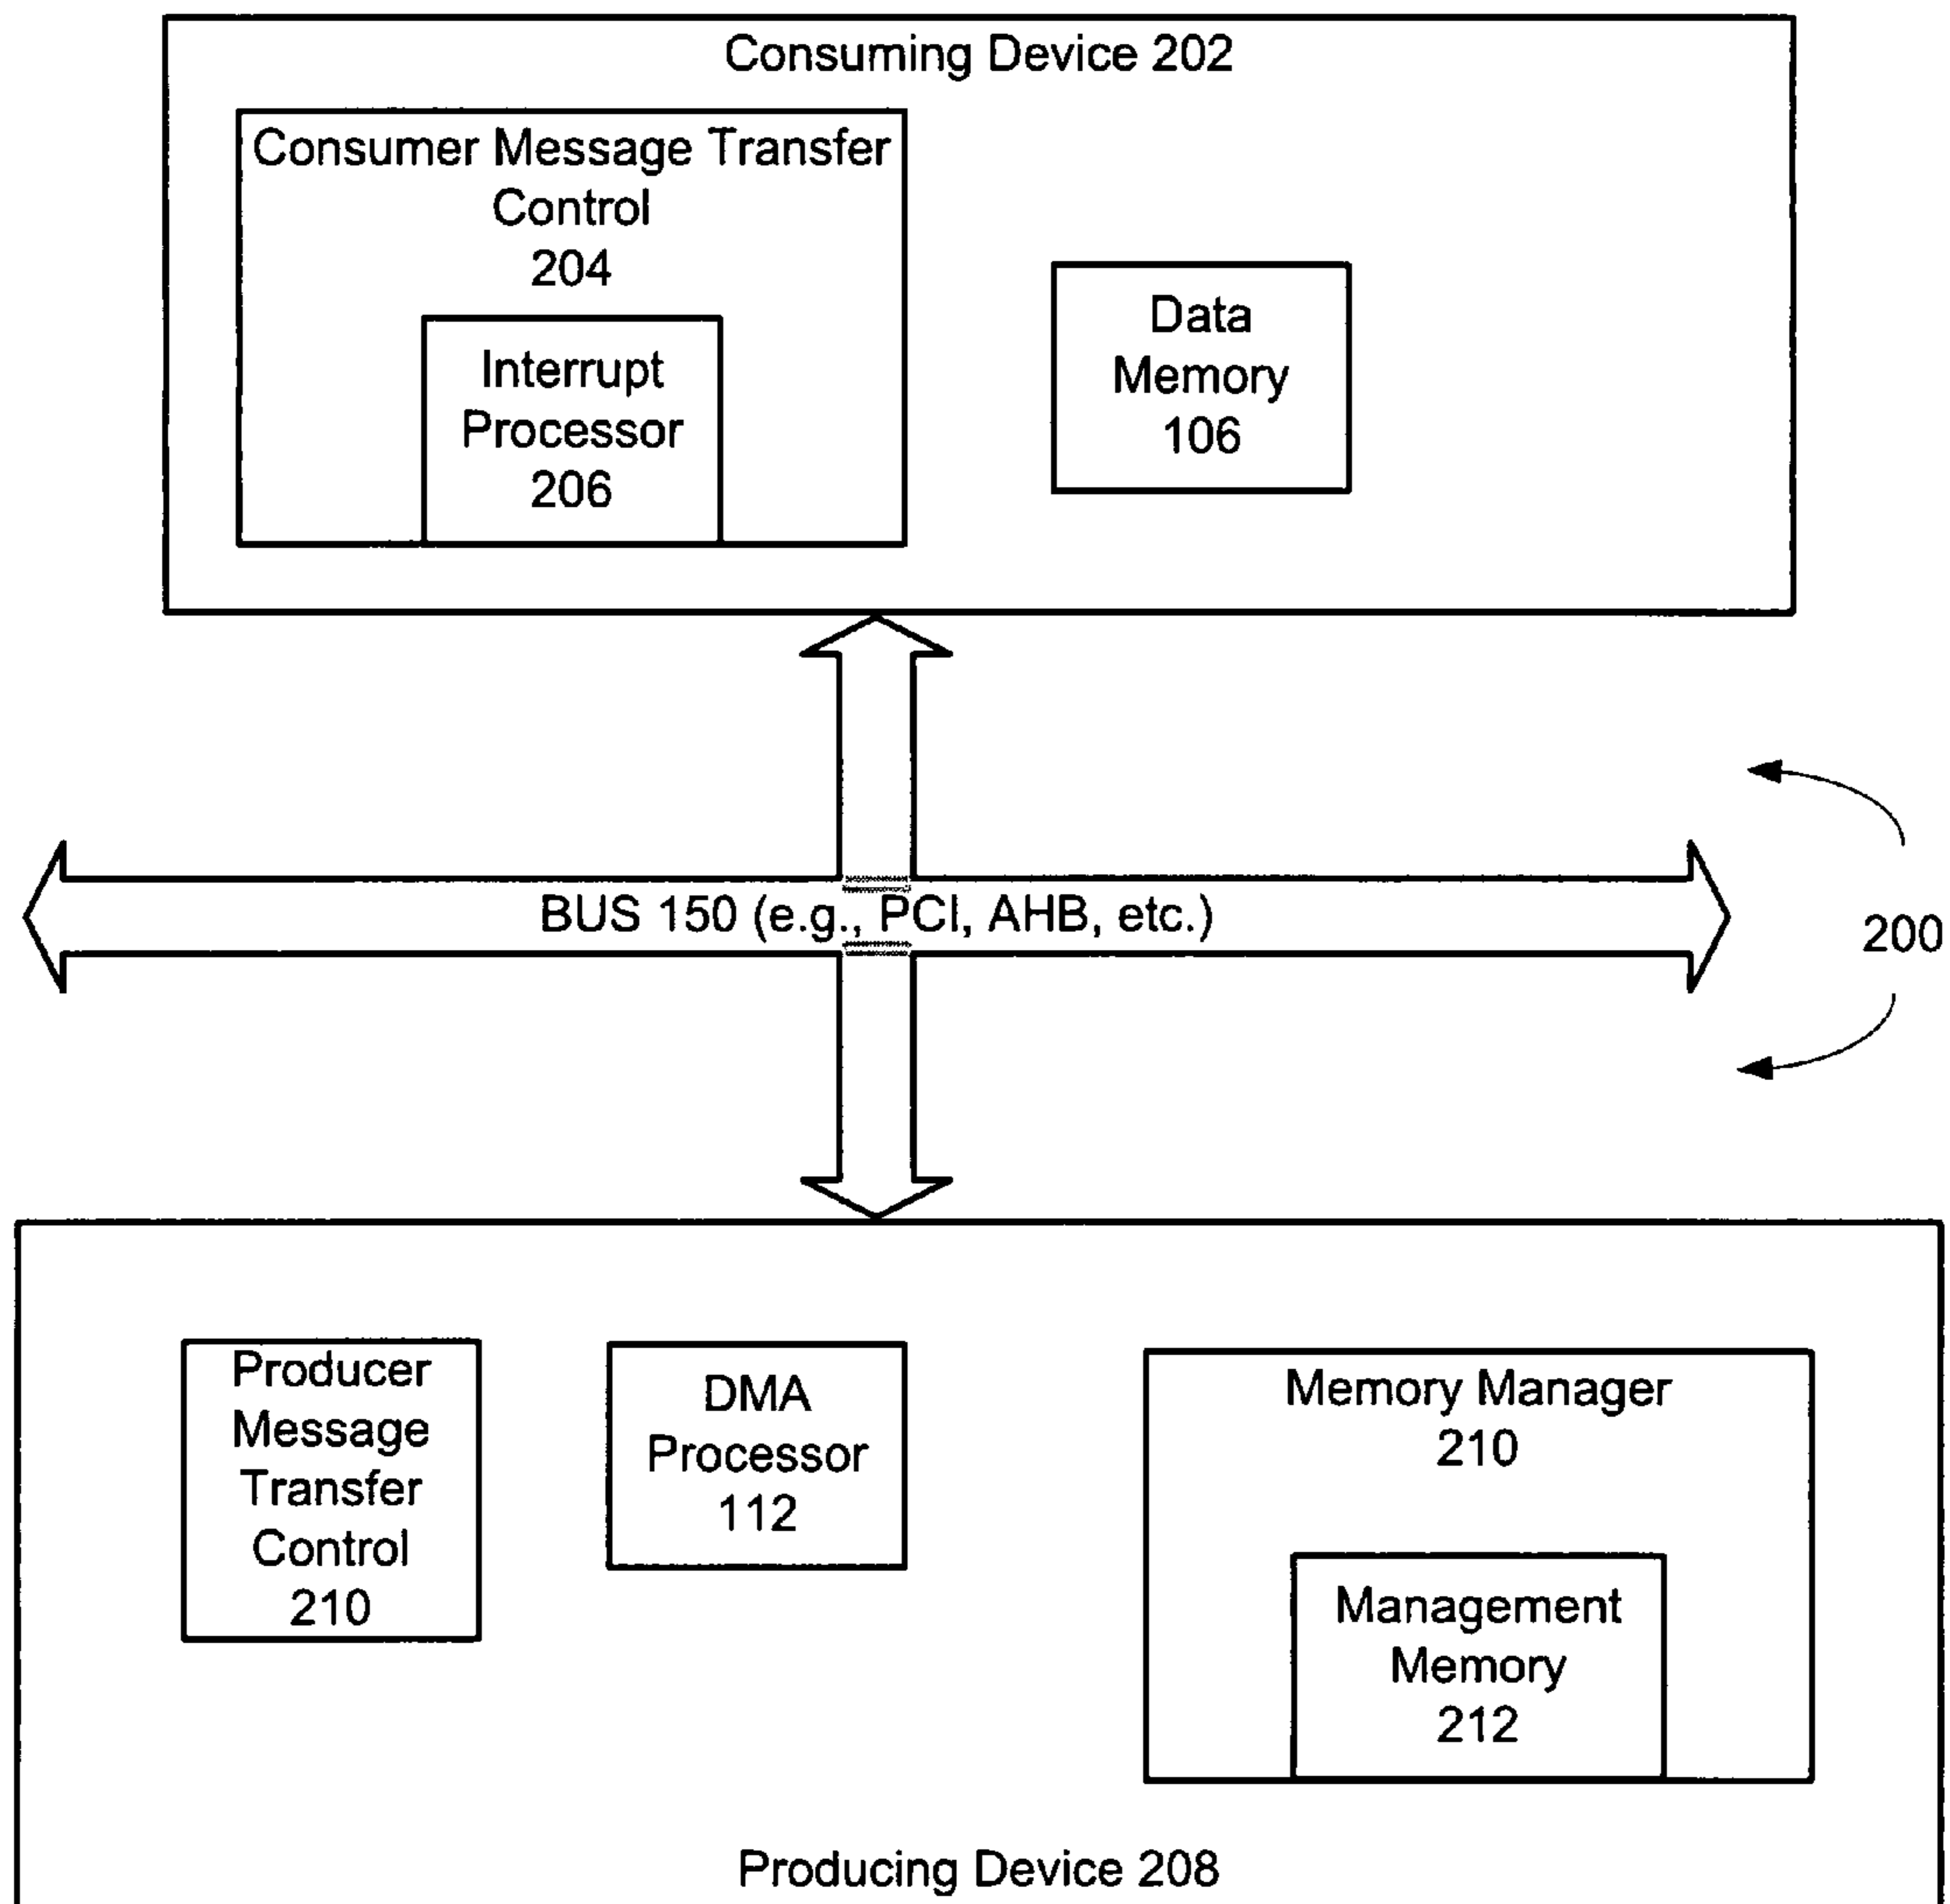 Consuming Device 202
Consumer Message Transfer
Control
204
Interrupt
Processor
206
Data
Memory
106
BUS 150 (e.g., PCI, AHB, etc.)
200
Producer
Message
Transfer
Control
210
DMA
Processor
112
Memory Manager
210
Management
Memory
212
Producing Device 208